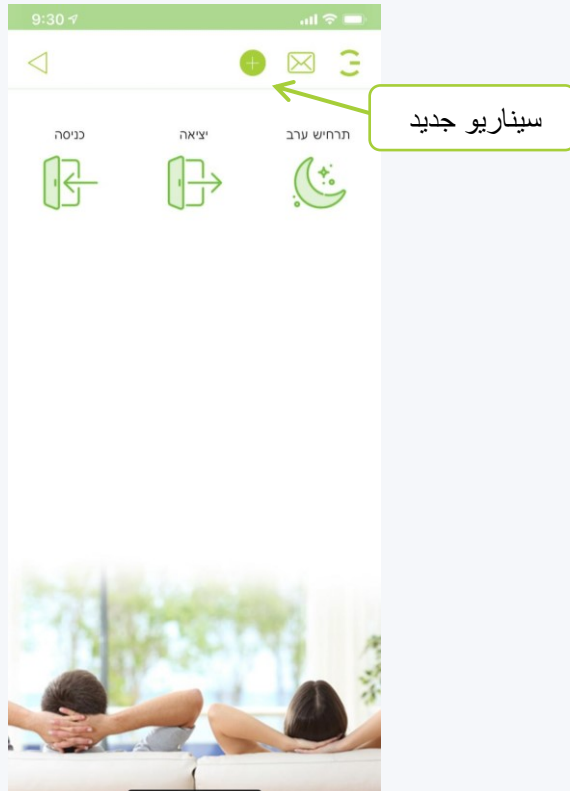 9:30
سيناريو جديد
תרחיש ערב
יציאה
כניסה